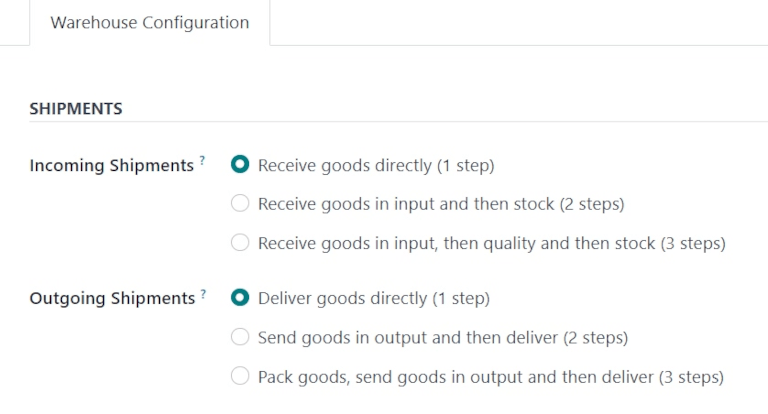 Warehouse Configuration
SHIPMENTS
Incoming Shipments ? Receive goods directly (1 step)
Receive goods in input and then stock (2 steps)
Receive goods in input, then quality and then stock (3 steps)
Outgoing Shipments ? Deliver goods directly (1 step)
Send goods in output and then deliver (2 steps)
Pack goods, send goods in output and then deliver (3 steps)